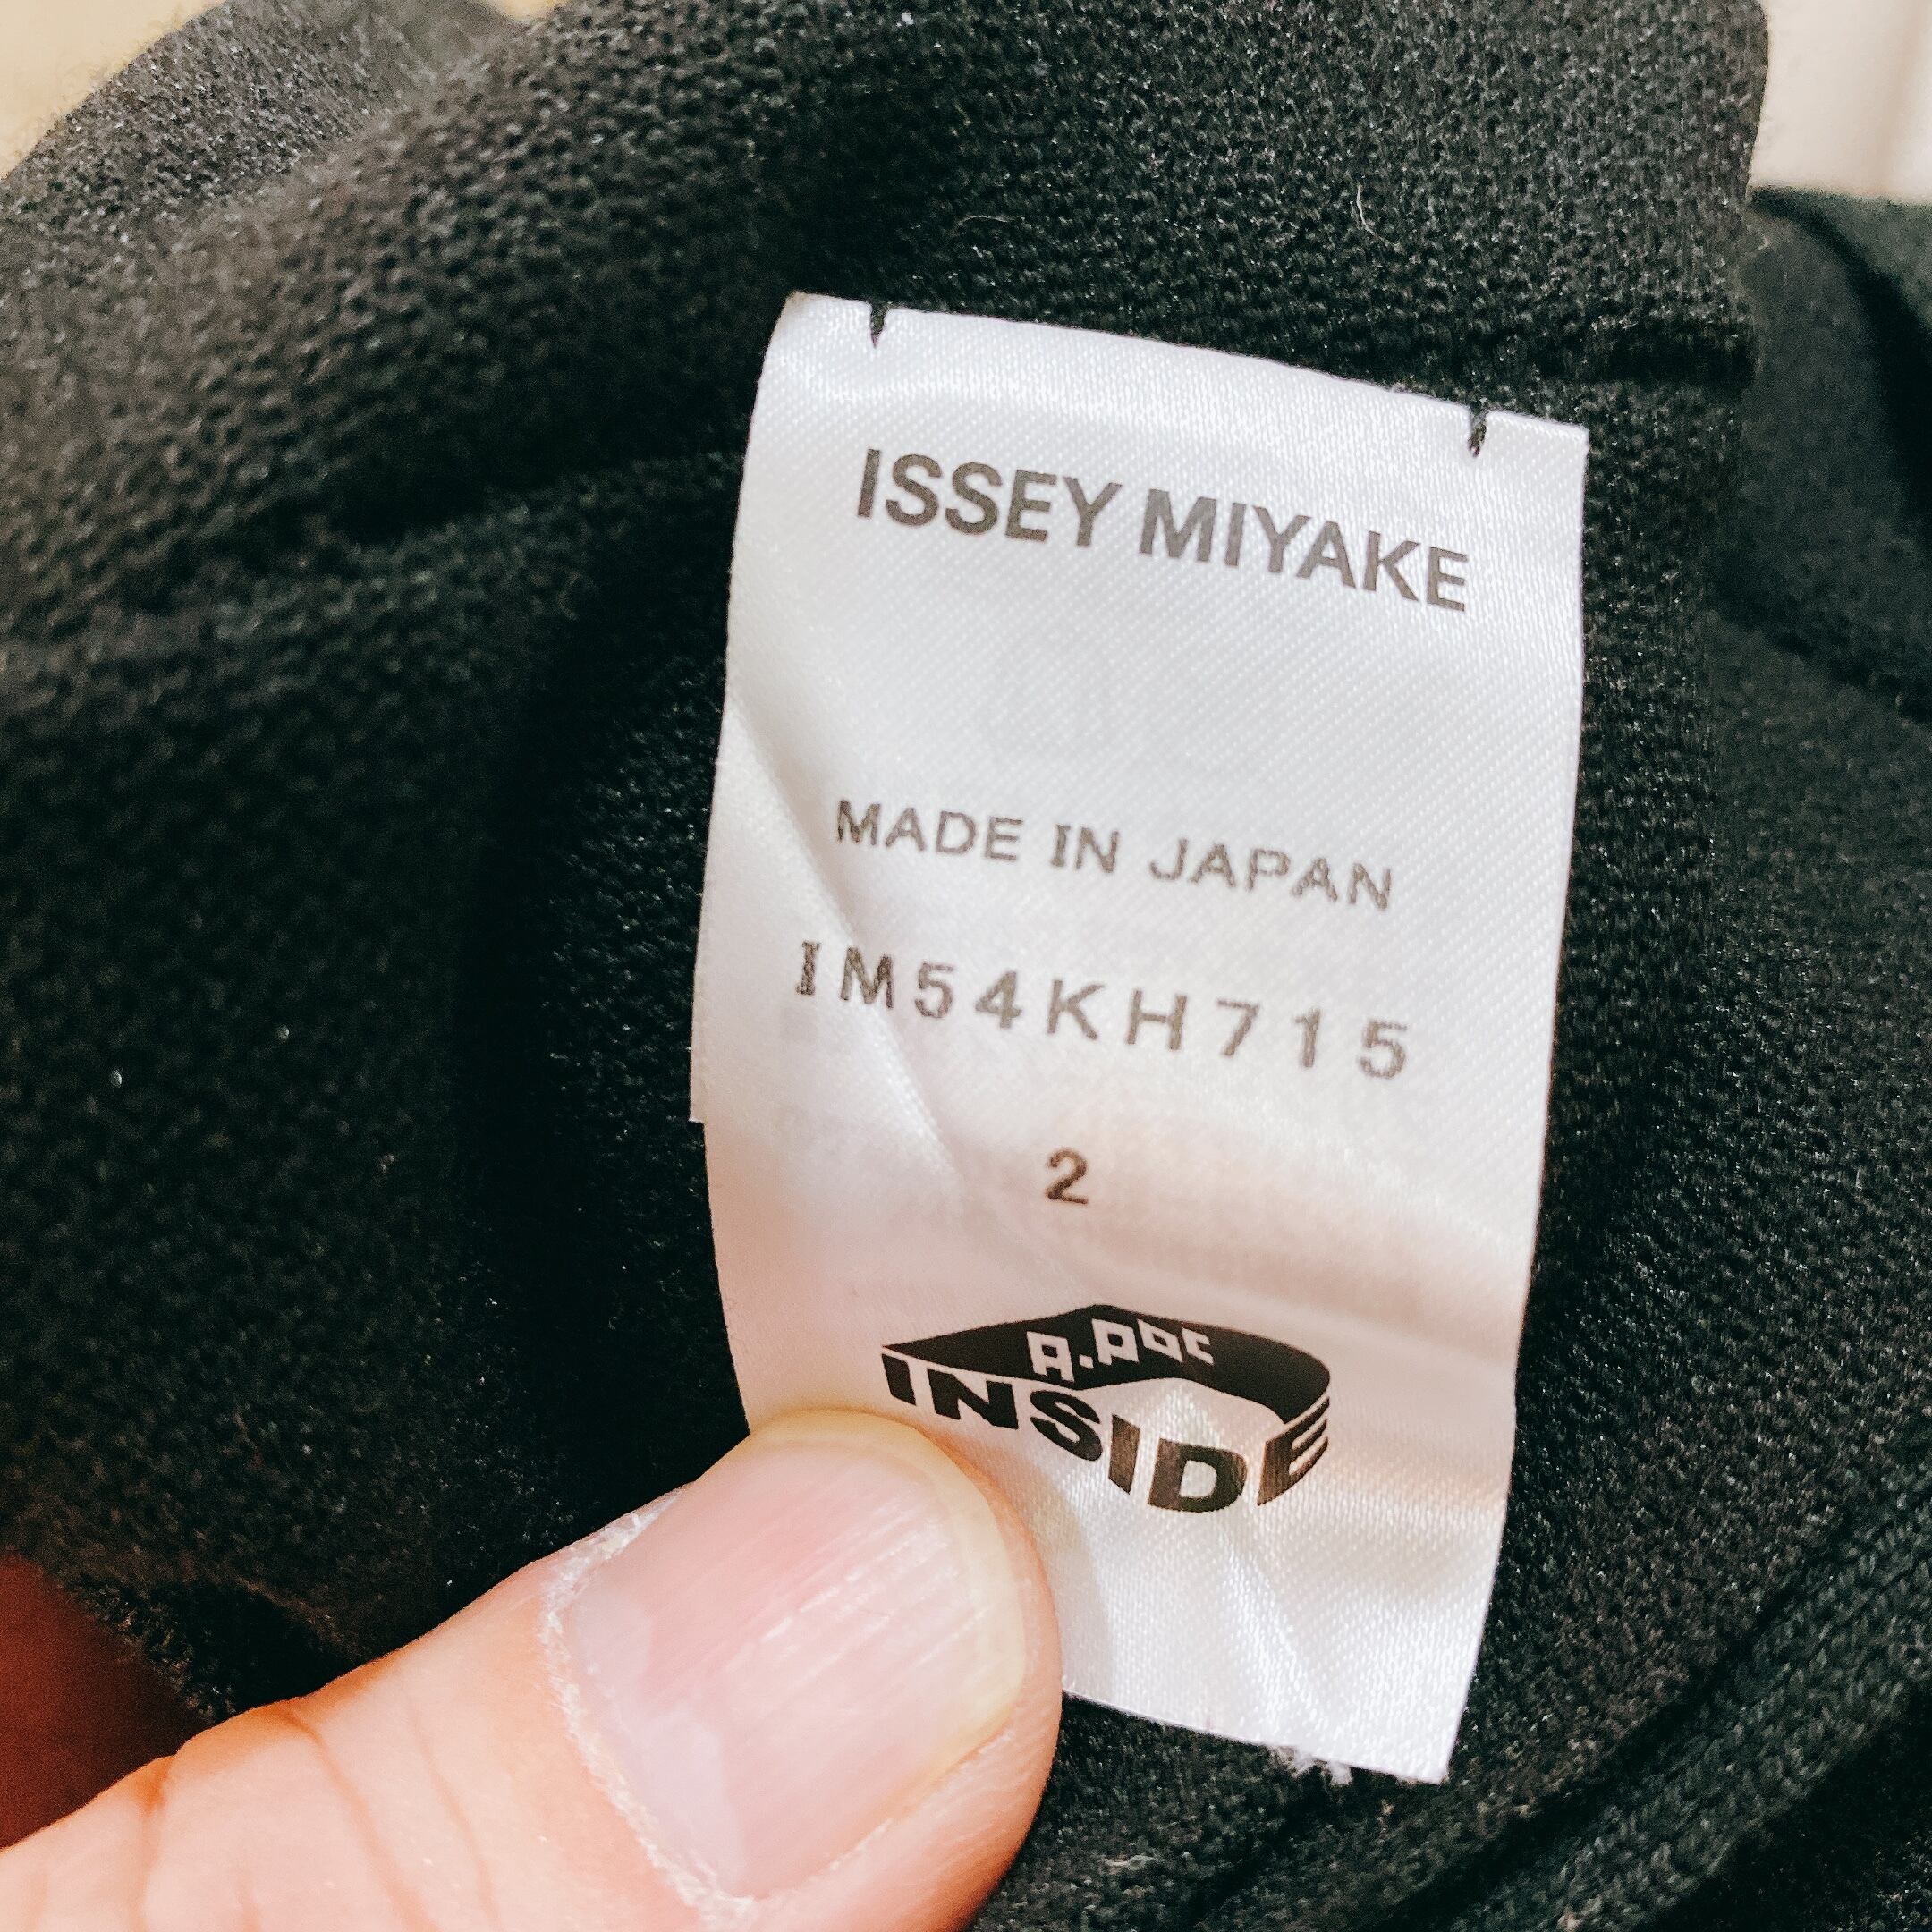 ISSEY MIYAKE
MADE IN JAPAN
IM54KH715
2
A.POC
INSIDE